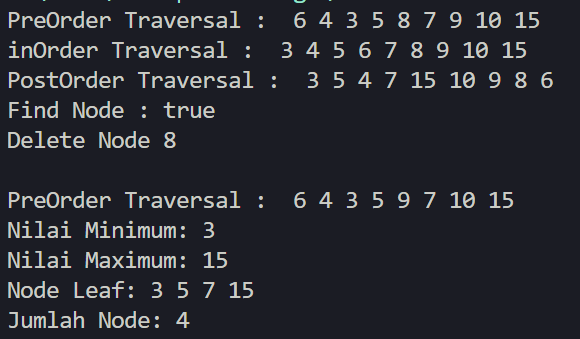 PreOrder Traversal :  6 4 3 5 8 7 9 10 15
inOrder Traversal :  3 4 5 6 7 8 9 10 15
PostOrder Traversal :  3 5 4 7 15 10 9 8 6
Find Node : true
Delete Node 8
PreOrder Traversal :  6 4 3 5 9 7 10 15
Nilai Minimum: 3
Nilai Maximum: 15
Node Leaf: 3 5 7 15
Jumlah Node: 4